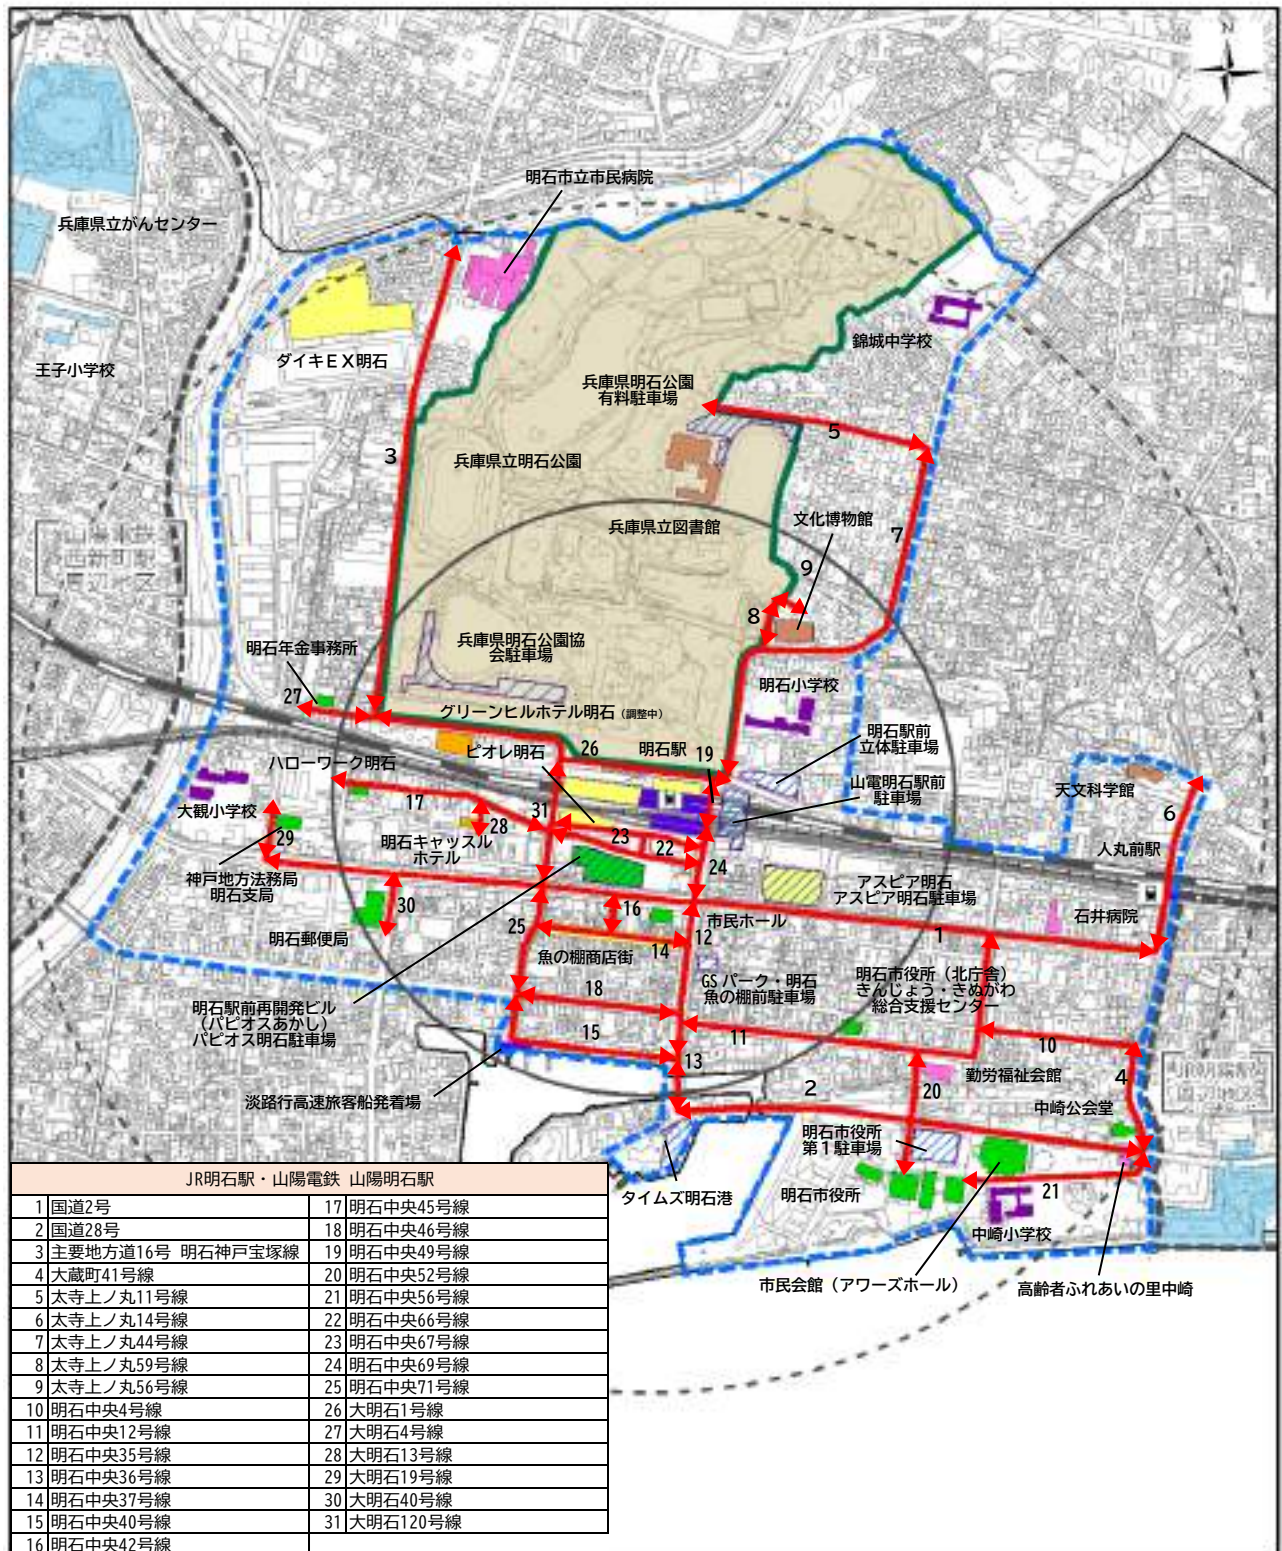 N
明石市立市民病院
兵庫県立がんセンター
ダイキＥＸ明石
王子小学校
錦城中学校
兵庫県明石公園
有料駐車場
5
3
兵庫県立明石公園
兵庫県立図書館
文化博物館
7
9
8
兵庫県明石公園協
会駐車場
明石年金事務所
27
明石小学校
グリーンヒルホテル明石（調整中）
26
明石駅
19
明石駅前
立体駐車場
ピオレ明石
ハローワーク明石
山電明石駅前
駐車場
天文科学館
6
大観小学校
17
28
31
29
明石キャッスル
ホテル
23
22
24
人丸前駅
神戸地方法務局
明石支局
アスピア明石
アスピア明石駐車場
30
16
石井病院
明石郵便局
25
市民ホール
12
14
1
魚の棚商店街
GSパーク・明石
魚の棚前駐車場
明石市役所（北庁舎）
きんじょう・きぬがわ
総合支援センター
18
明石駅前再開発ビル
（パピオスあかし）
パピオス明石駐車場
15
11
10
13
勤労福祉会館
4
2
20
淡路行高速旅客船発着場
中崎公会堂
明石市役所
第１駐車場
タイムズ明石港
明石市役所
21
中崎小学校
市民会館（アワーズホール）
高齢者ふれあいの里中崎
JR明石駅・山陽電鉄 山陽明石駅
1 国道2号 17 明石中央45号線
2 国道28号 18 明石中央46号線
3 主要地方道16号 明石神戸宝塚線 19 明石中央49号線
4 大蔵町41号線 20 明石中央52号線
5 太寺上ノ丸11号線 21 明石中央56号線
6 太寺上ノ丸14号線 22 明石中央66号線
7 太寺上ノ丸44号線 23 明石中央67号線
8 太寺上ノ丸59号線 24 明石中央69号線
9 太寺上ノ丸56号線 25 明石中央71号線
10 明石中央4号線 26 大明石1号線
11 明石中央12号線 27 大明石4号線
12 明石中央35号線 28 大明石13号線
13 明石中央36号線 29 大明石19号線
14 明石中央37号線 30 大明石40号線
15 明石中央40号線 31 大明石120号線
16 明石中央42号線